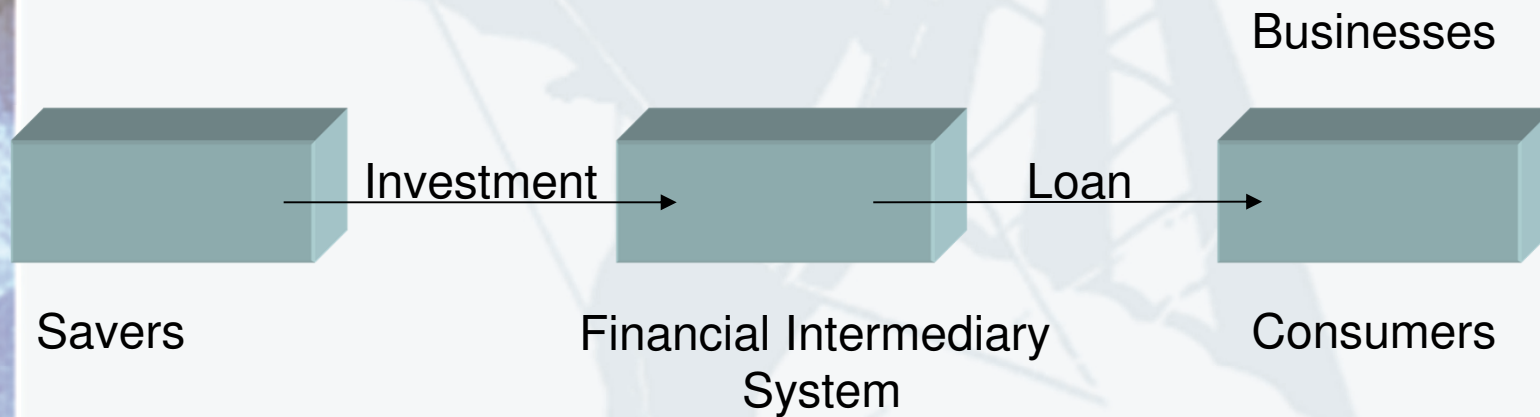 Businesses
Investment
Loan
Savers
Financial Intermediary
System
Consumers